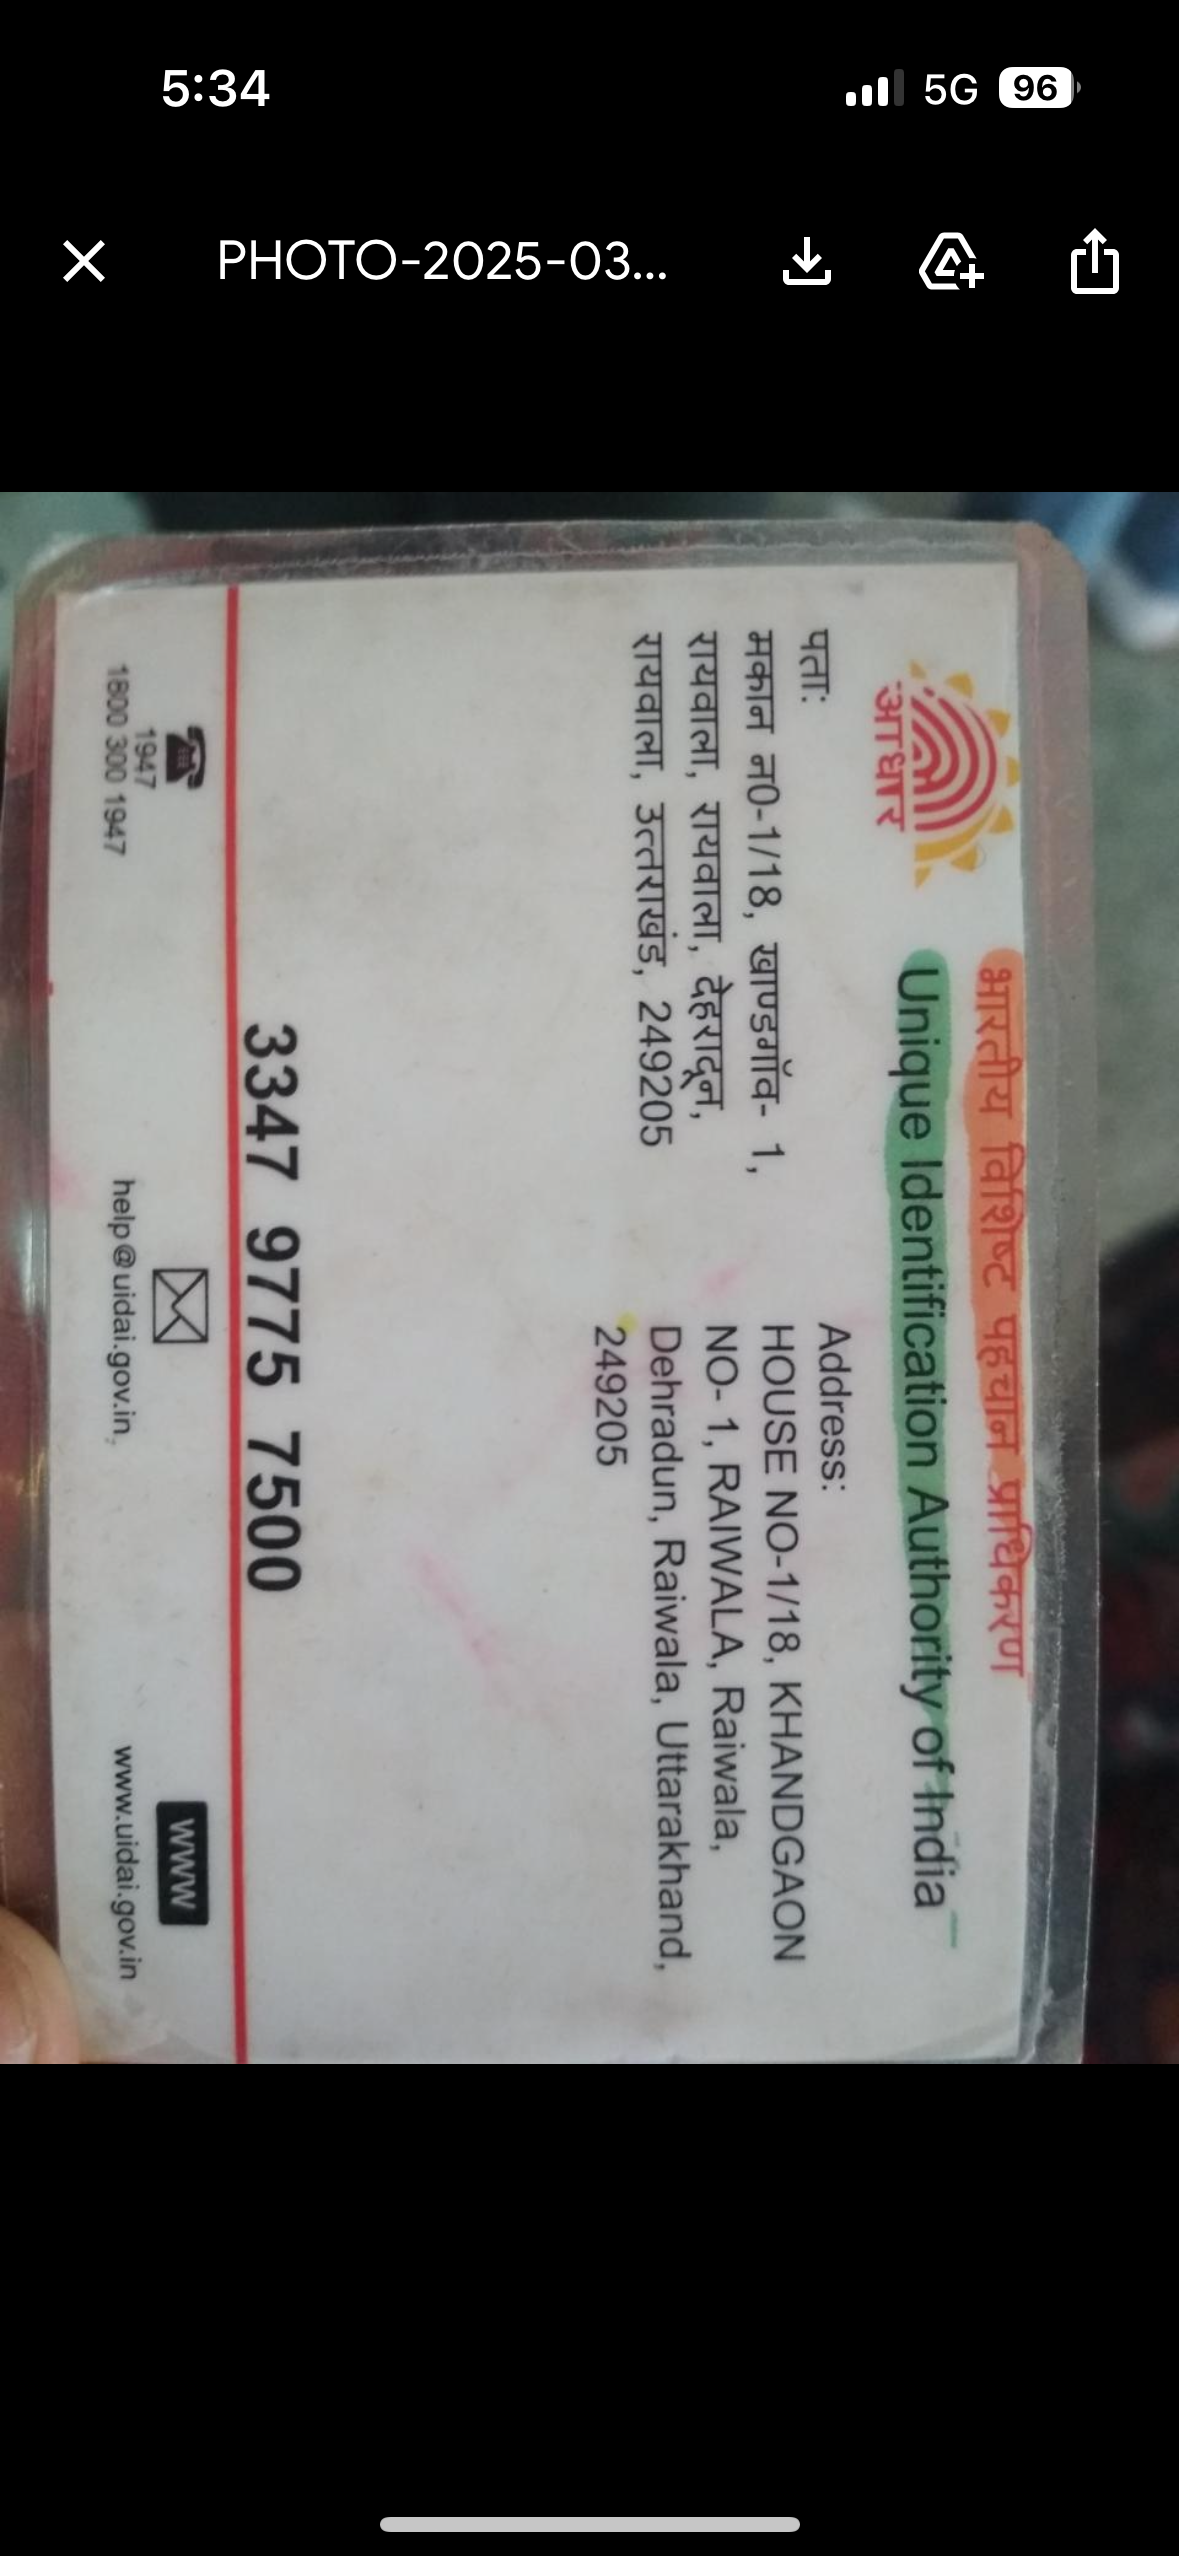 5:34
5G
96
PHOTO-2025-03...
आधार
भारतीय विशिष्ट पहचान प्राधिकरण
Unique Identification Authority of India
पता:
मकान न0-1/18, खाण्डगॉव- 1,
रायवाला, रायवाला, देहरादून,
रायवाला, उत्तराखंड, 249205
Address:
HOUSE NO-1/18, KHANDGAON
NO- 1, RAIWALA, Raiwala,
Dehradun, Raiwala, Uttarakhand,
249205
3347 9775 7500
1947
1800 300 1947
help@uidai.gov.in
WWW
www.uidai.gov.in